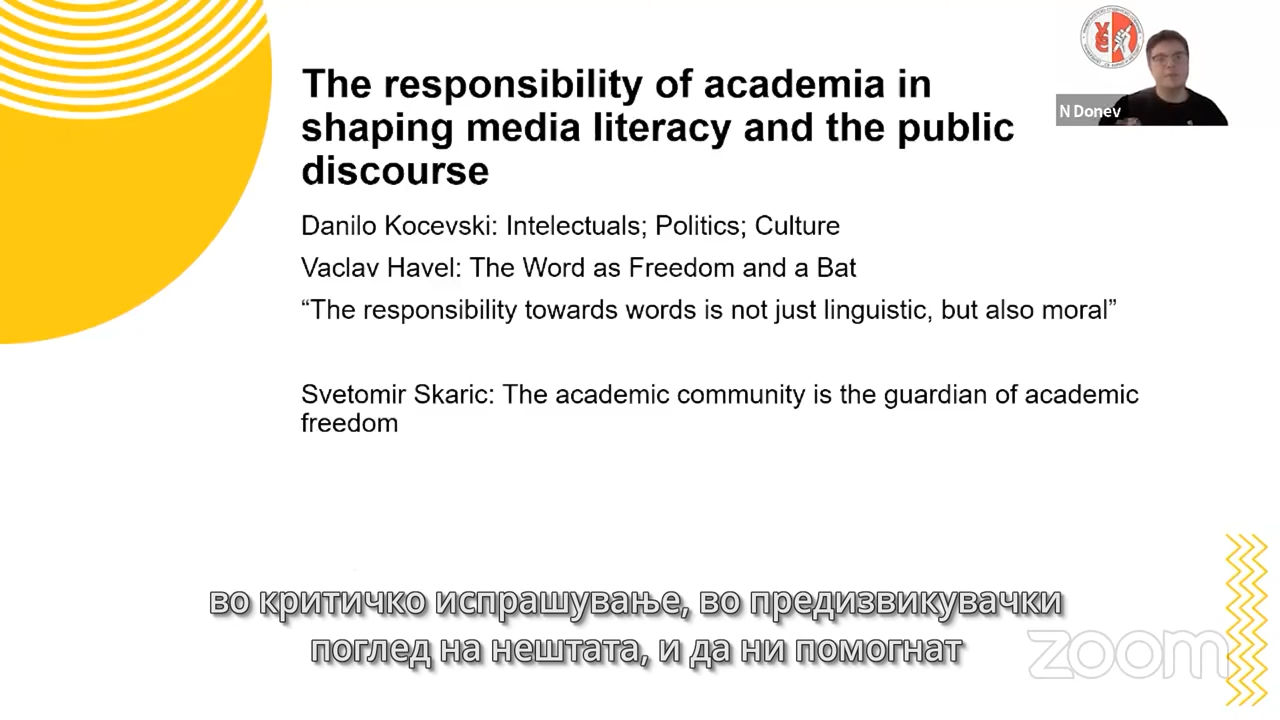 The responsibility of academia in
shaping media literacy and the public
discourse
Danilo Kocevski: Intelectuals; Politics; Culture
Vaclav Havel: The Word as Freedom and a Bat
“The responsibility towards words is not just linguistic, but also moral”
Svetomir Skaric: The academic community is the guardian of academic
freedom
N Donev
во критичко испрашување, во предизвикувачки
поглед на нештата, и да ни помогнат
zoom